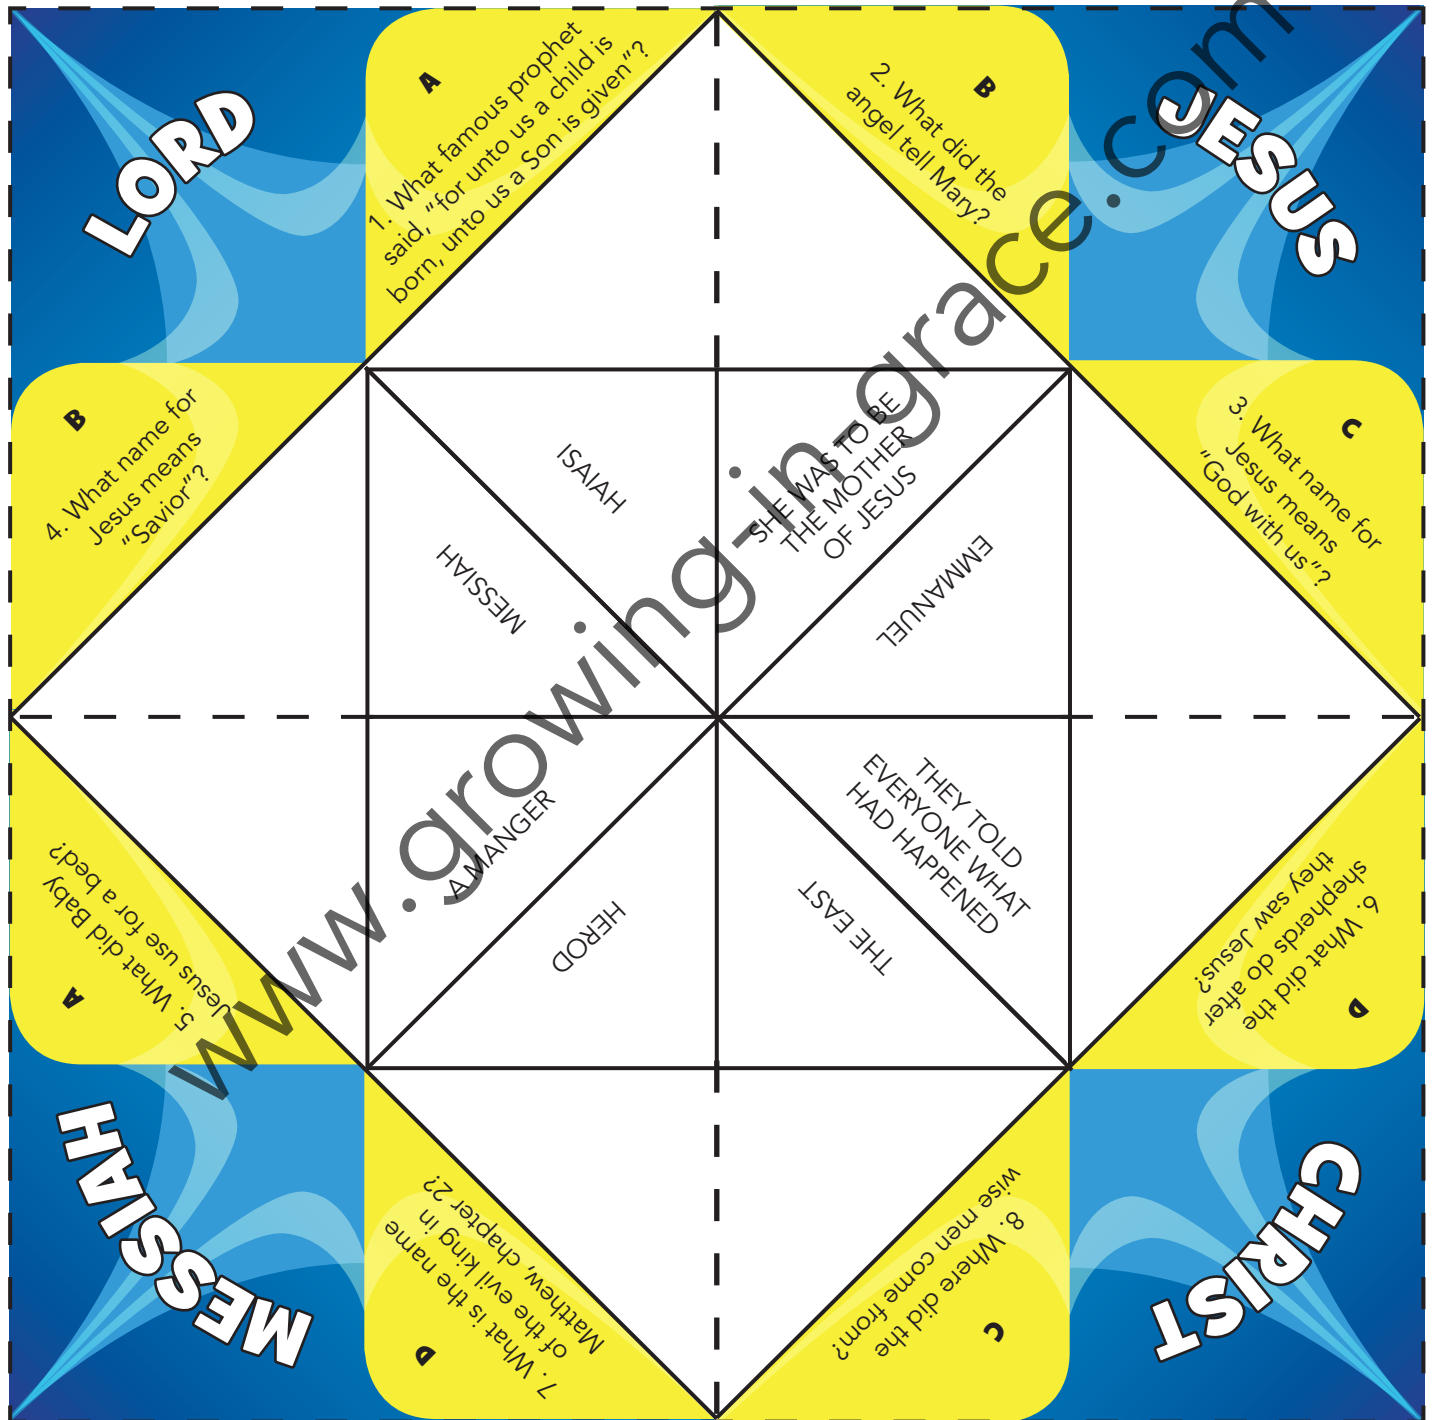 LORD
A
1. What famous prophet
said, “for unto us a child is
born, unto us a Son is given”?
B
2. What did the
angel tell Mary?
JESUS
B
4. What name for
Jesus means
“Savior”?
C
3. What name for
Jesus means
“God with us”?
ISAIAH
SHE WAS TO BE
THE MOTHER
OF JESUS
MESSIAH
EMMANUEL
A MANGER
THEY TOLD
EVERYONE WHAT
HAD HAPPENED
HEROD
THE EAST
5. What did Baby
Jesus use for a bed?
A
6. What did the
shepherds do after
they saw Jesus?
D
MESSIAH
7. What is the name
of the evil king in
Matthew, chapter 2?
D
8. Where did the
wise men come from?
C
CHRIST
www.growing-in-grace.com